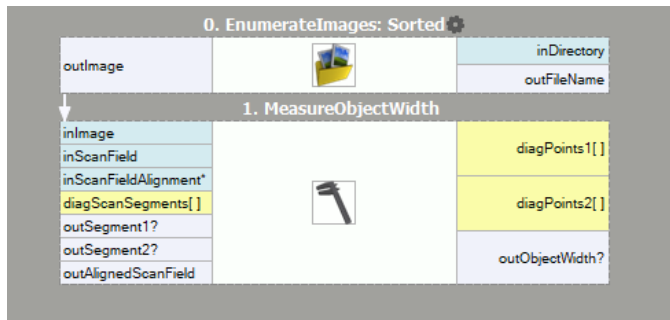 0. EnumerateImages: Sorted
outImage
inDirectory
outFileName
1. MeasureObjectWidth
inImage
inScanField
inScanFieldAlignment*
diagScanSegments[ ]
outSegment1?
outSegment2?
outAlignedScanField
diagPoints1[ ]
diagPoints2[ ]
outObjectWidth?